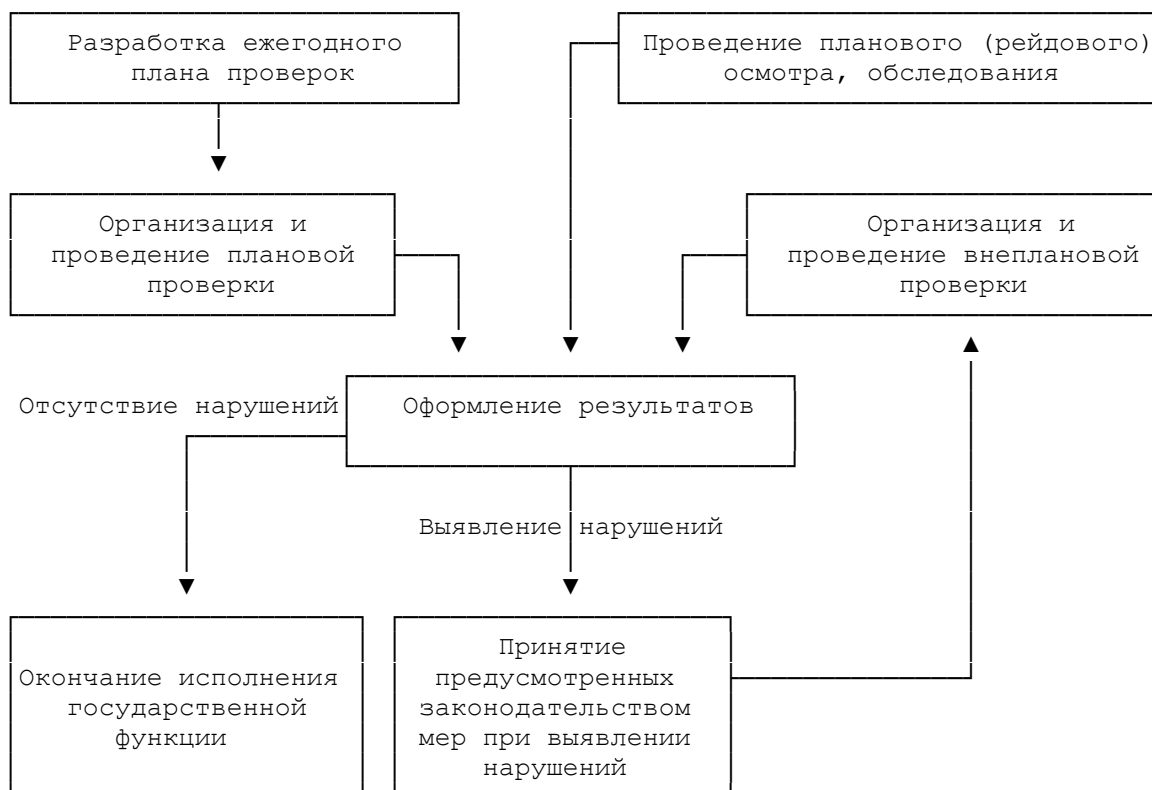 Разработка ежегодного
плана проверок
Проведение планового (рейдового)
осмотра, обследования
Организация и
проведение плановой
проверки
Организация и
проведение внеплановой
проверки
Отсутствие нарушений
Оформление результатов
Выявление нарушений
Окончание исполнения
государственной
функции
Принятие
предусмотренных
законодательством
мер при выявлении
нарушений